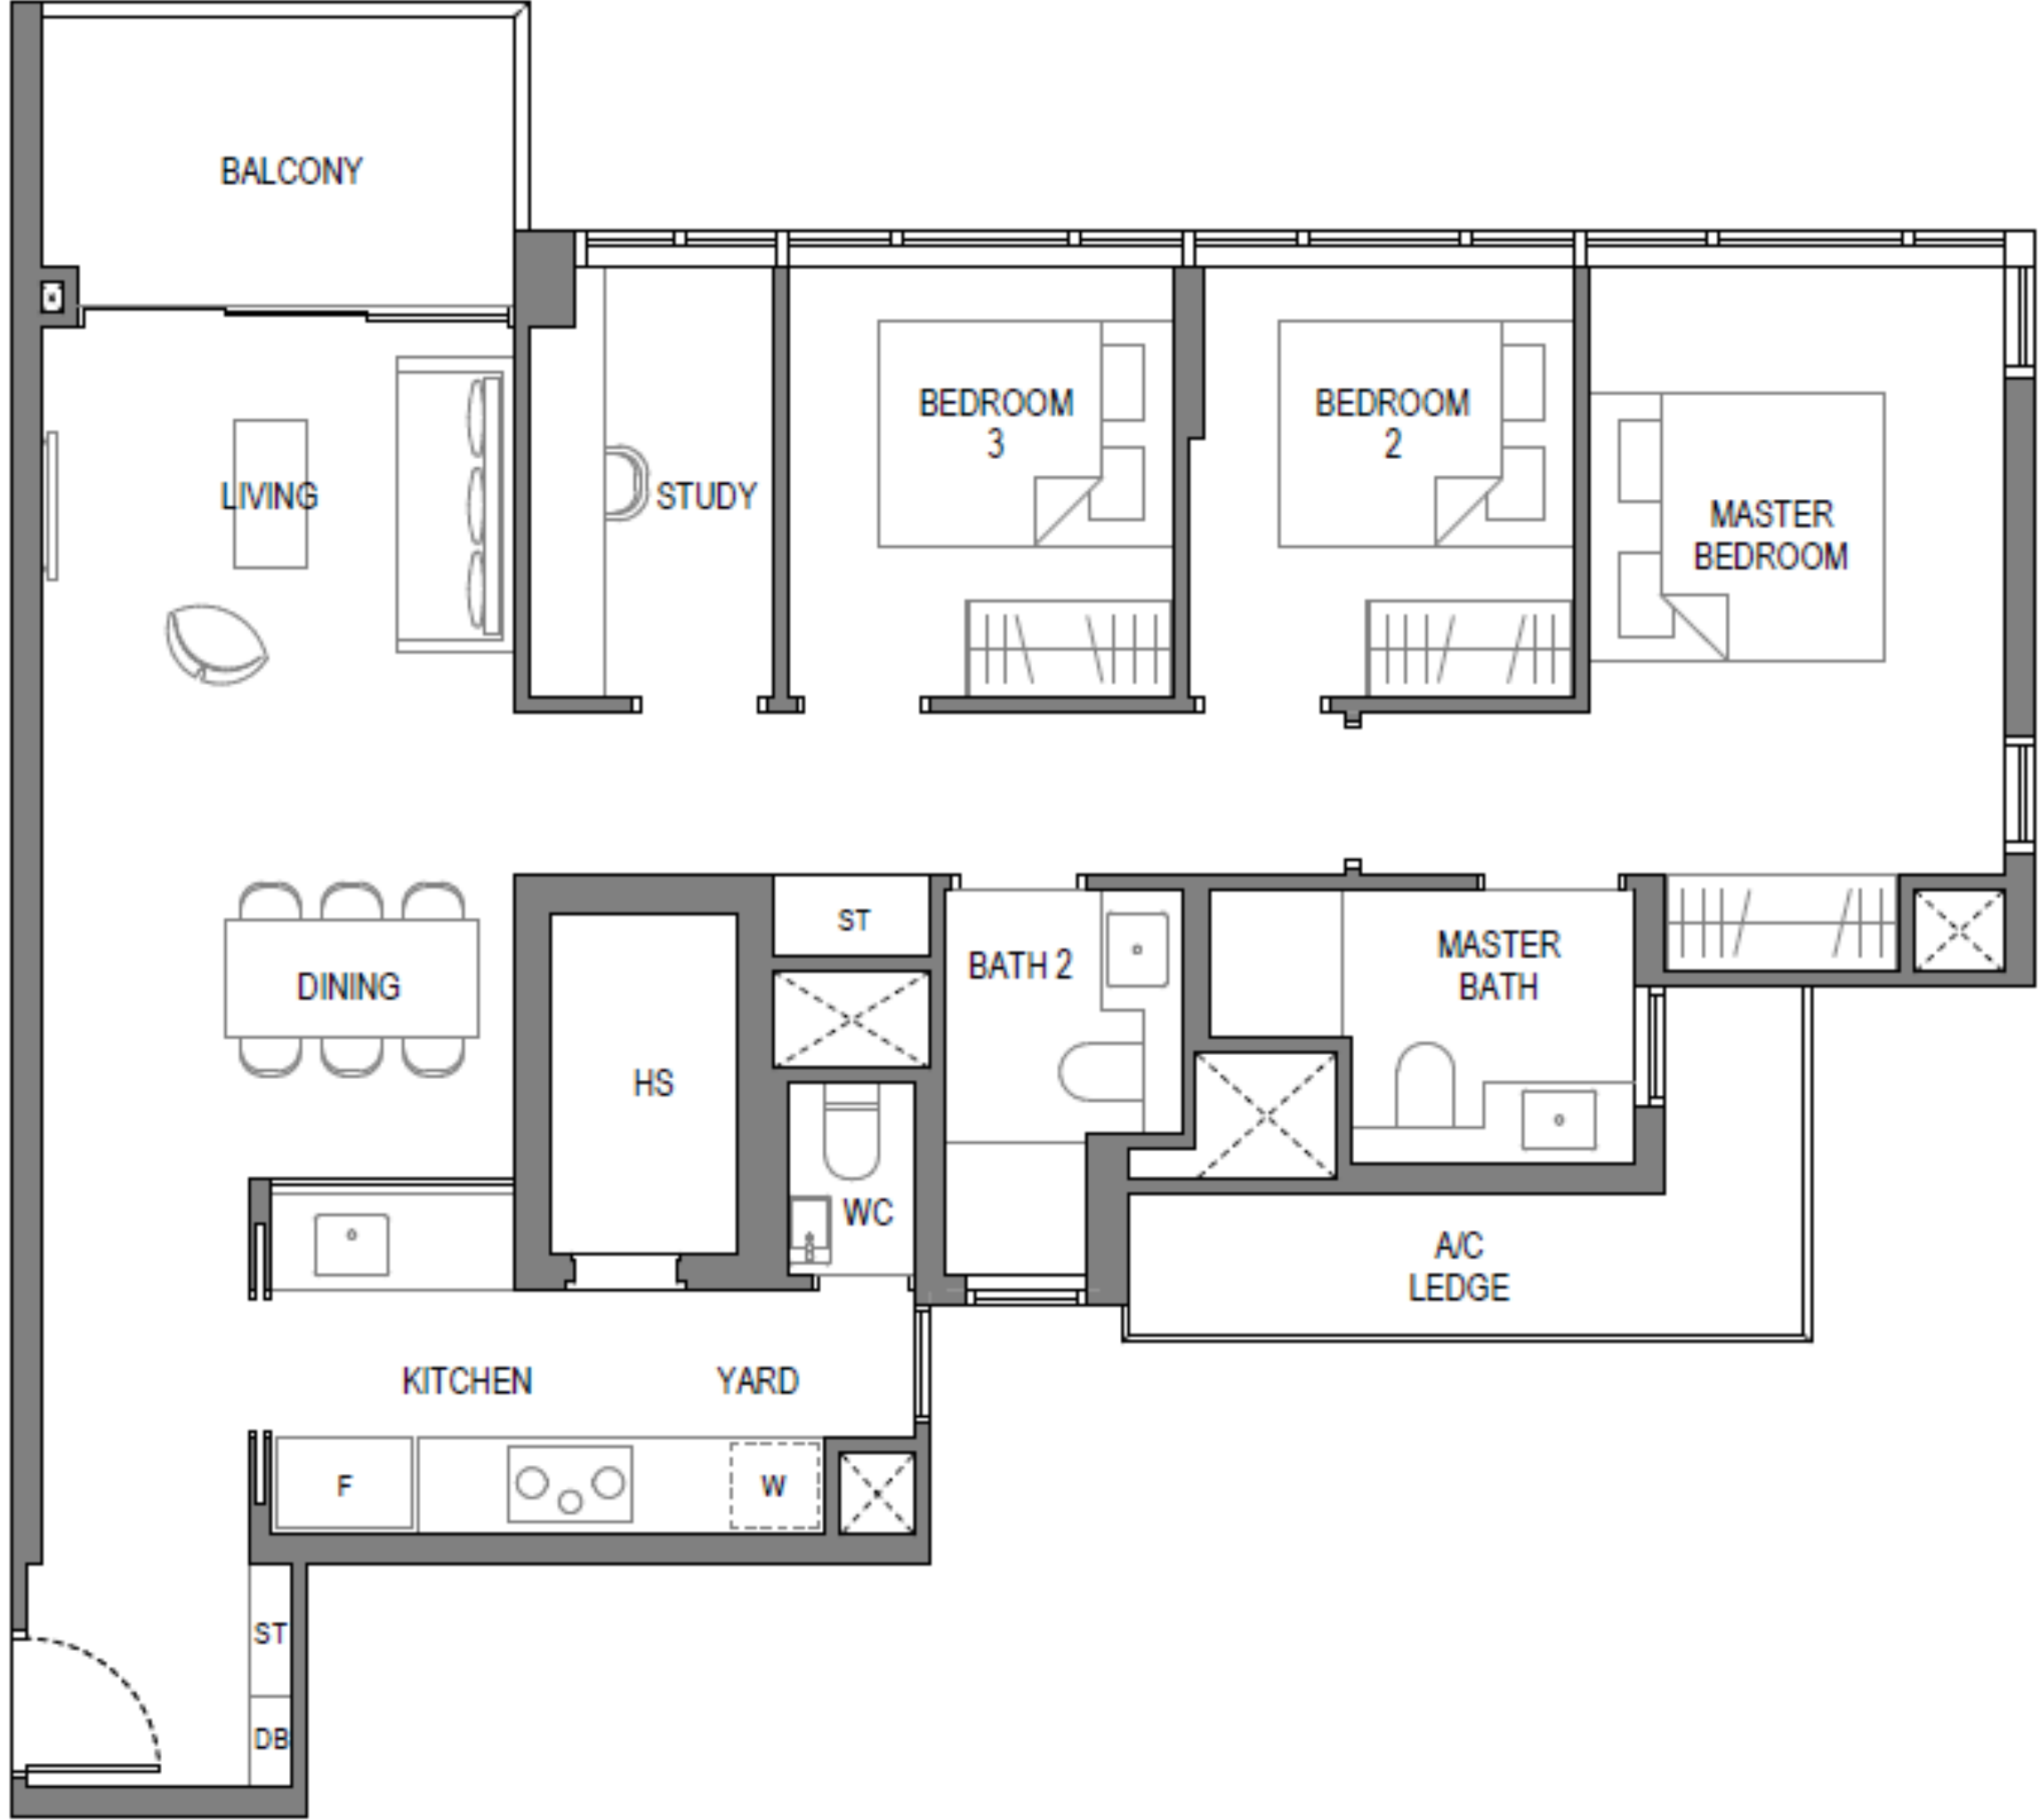 BALCONY
BEDROOM
3
BEDROOM
2
LIVING
STUDY
MASTER
BEDROOM
ST
BATH 2
MASTER
BATH
DINING
HS
WC
A/C
LEDGE
KITCHEN
YARD
F
W
ST
DB